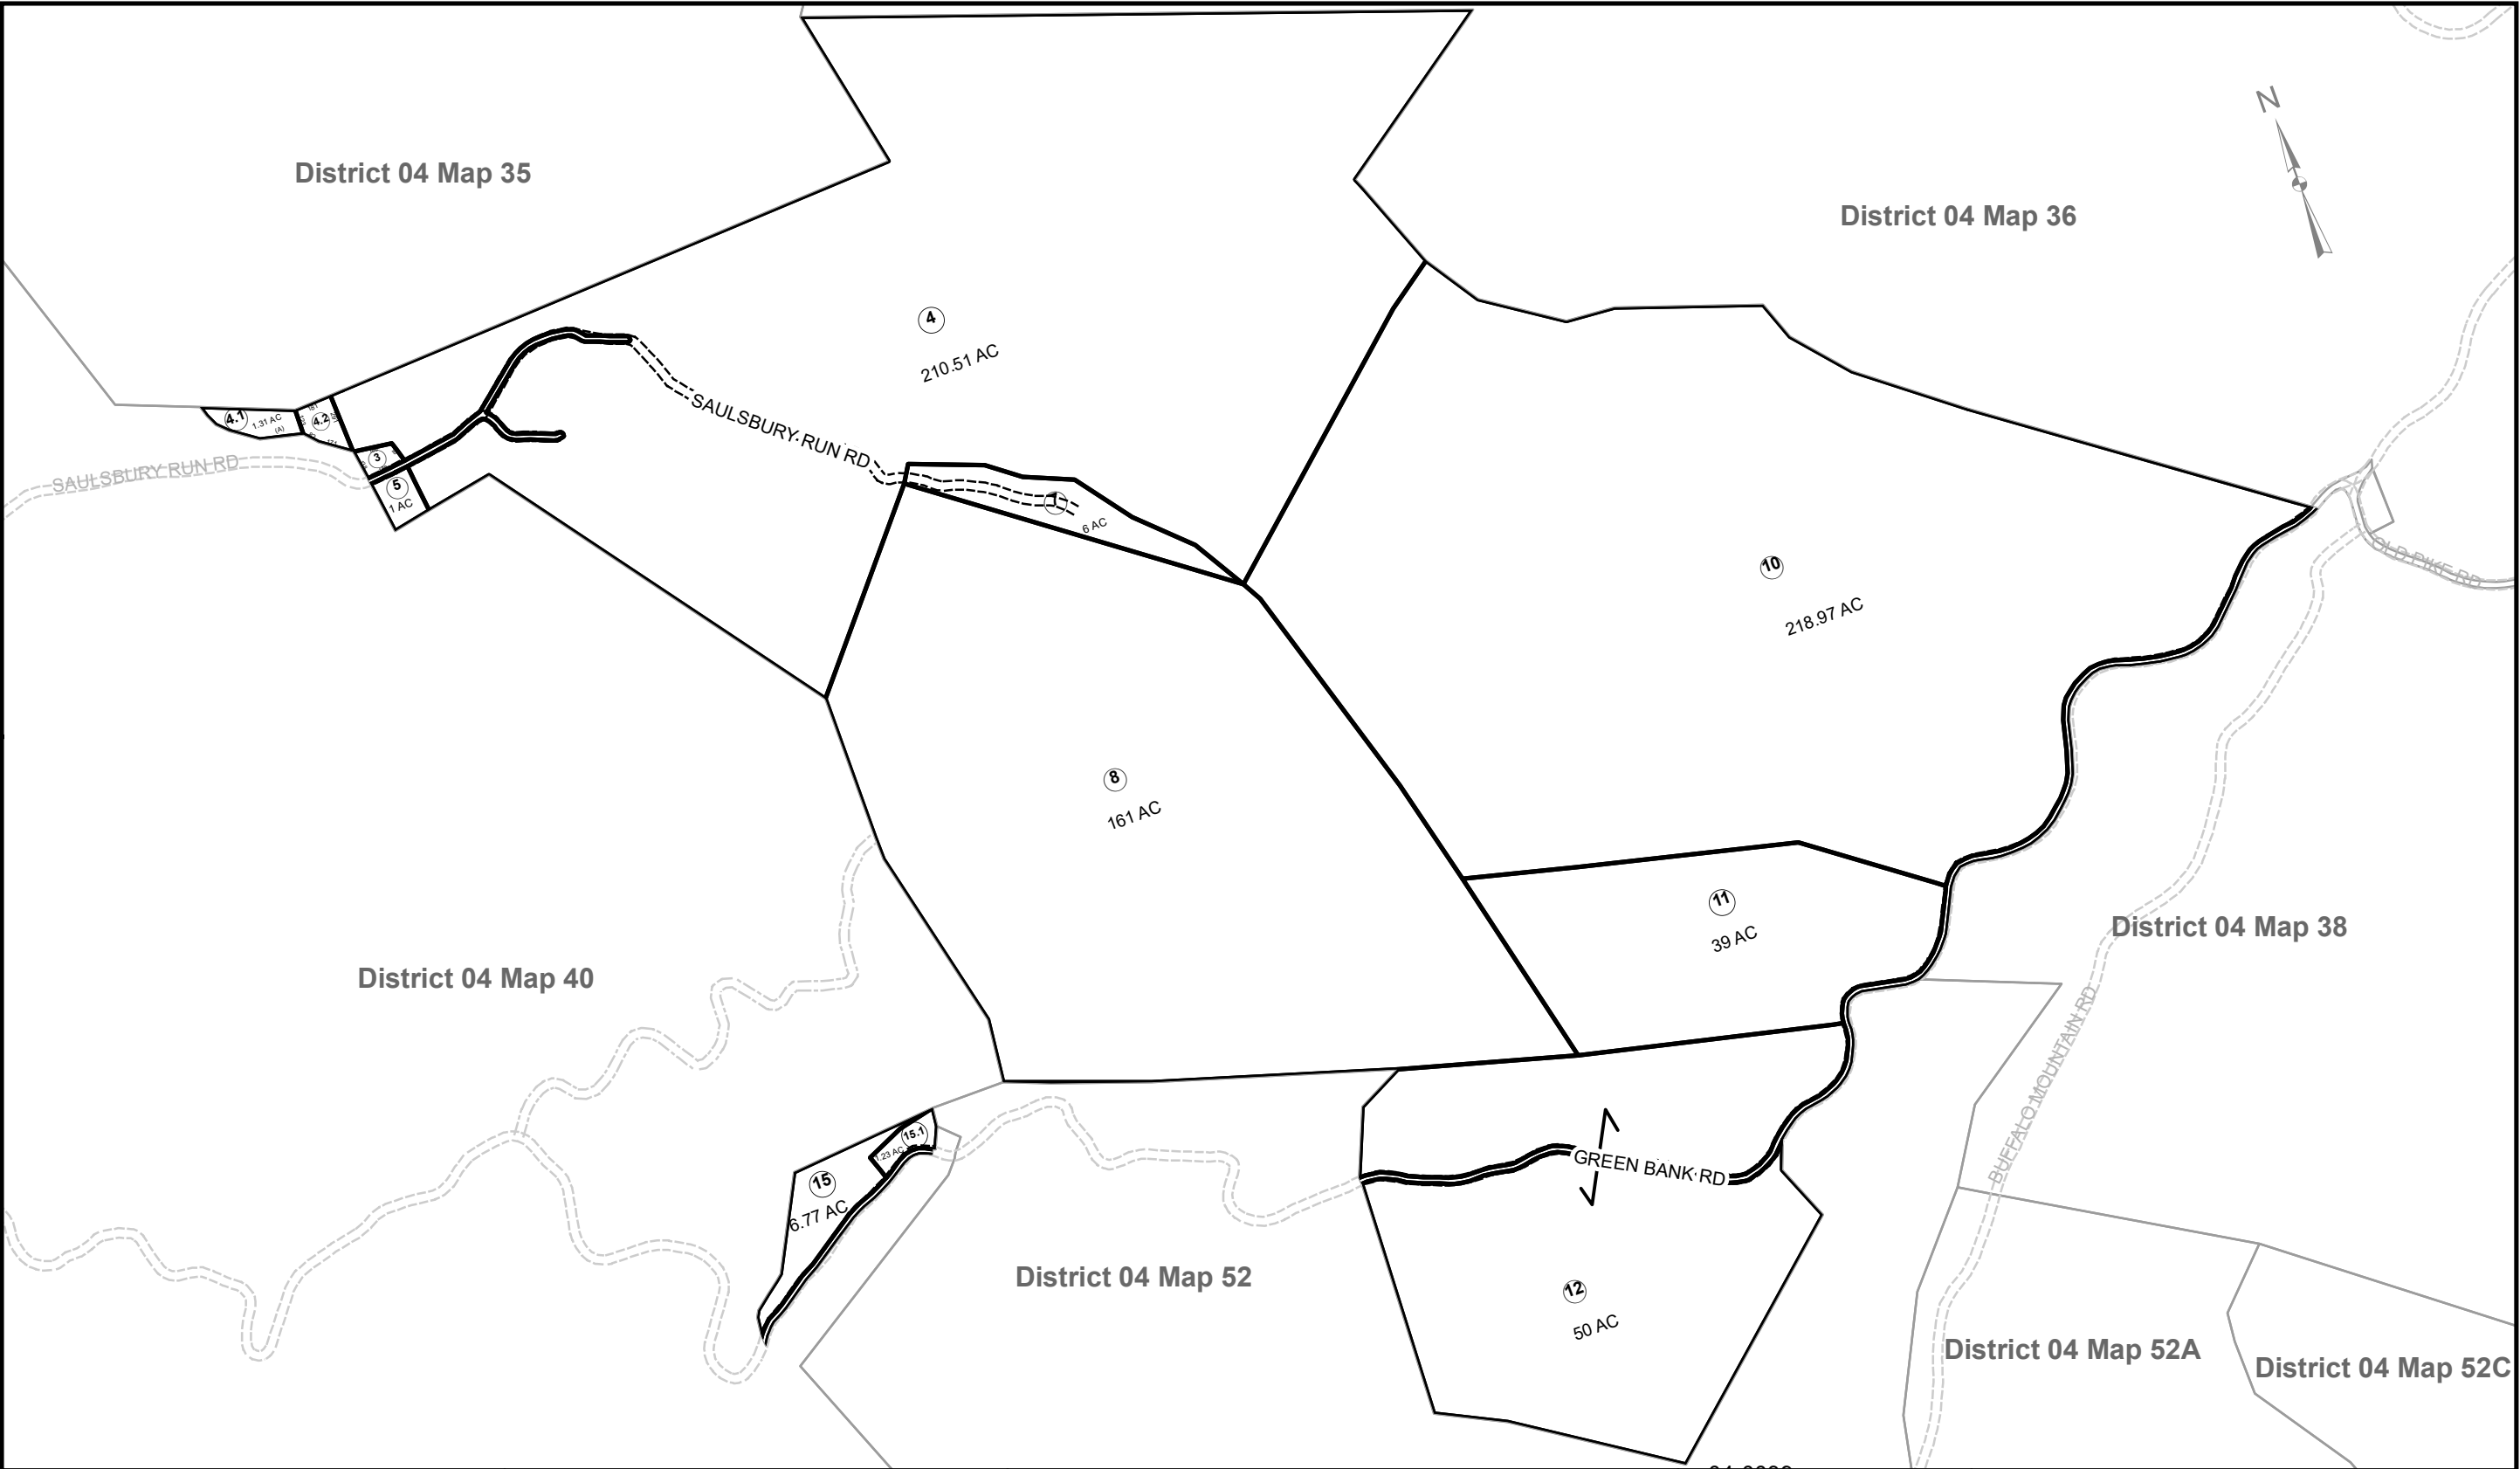 N
District 04 Map 35
District 04 Map 36
4
210.51 AC
SAULSBURY RUN RD
4.1
1.31 AC
(A)
4.2
SAULSBURY RUN RD
3
5
1 AC
1
6 AC
OLD PIKE RD
10
218.97 AC
8
161 AC
11
39 AC
District 04 Map 38
District 04 Map 40
BUFFALO MOUNTAIN RD
15.1
15
6.77 AC
GREEN BANK RD
District 04 Map 52
12
50 AC
District 04 Map 52A
District 04 Map 52C